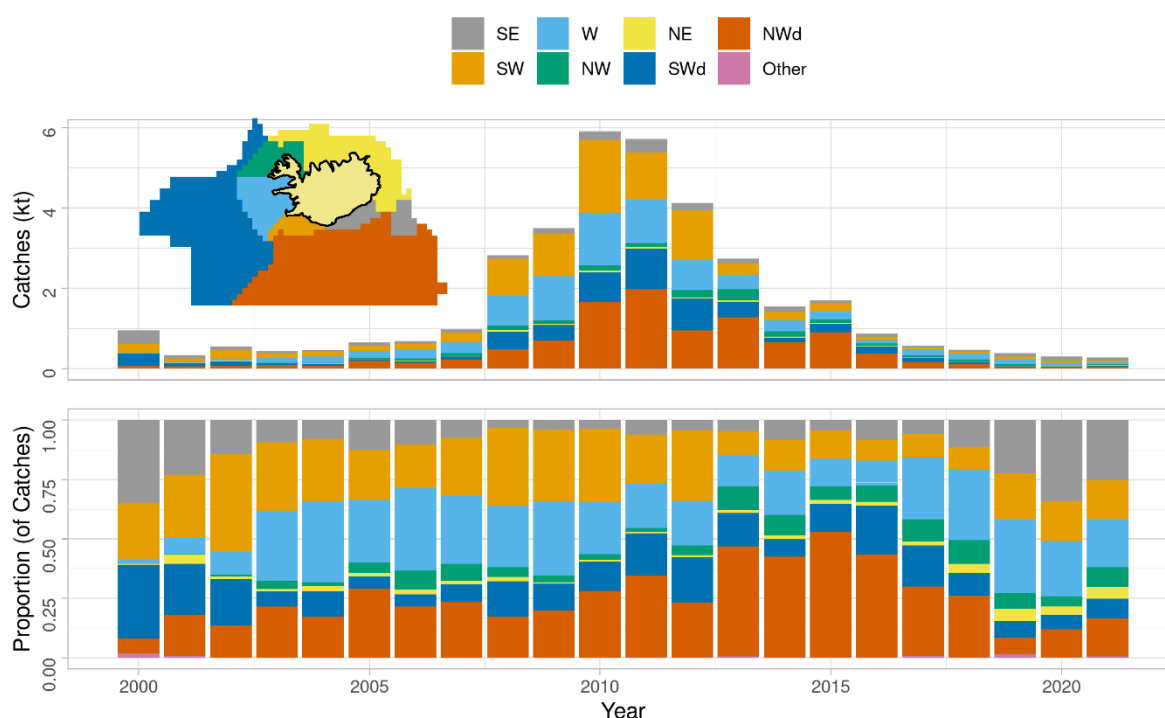 SE W NE NWd
SW NW SWd Other
Catches (kt)
6
4
2
0
Proportion (of Catches)
1.00
0.75
0.50
0.25
0.00
2000 2005 2010 2015 2020
Year